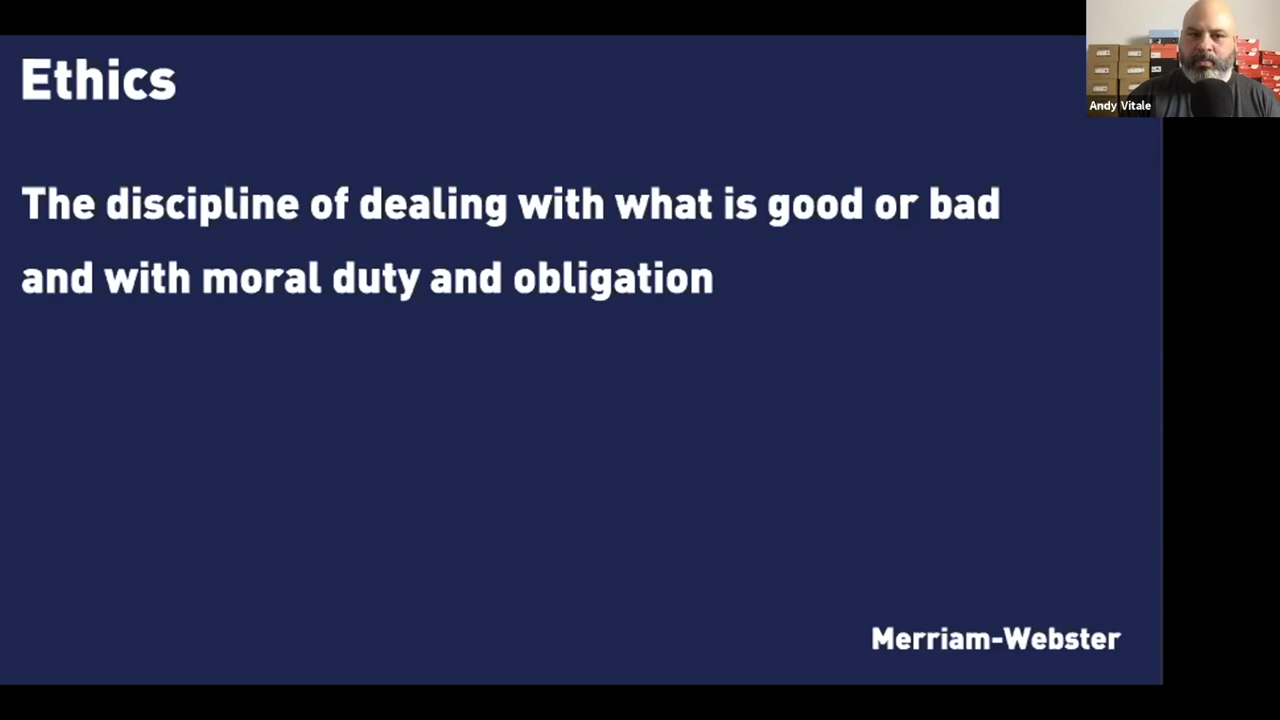 Ethics
Andy Vitale
The discipline of dealing with what is good or bad
and with moral duty and obligation
Merriam-Webster